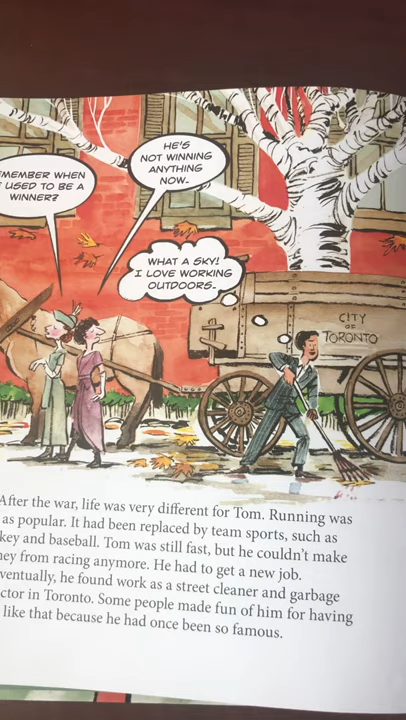 USED TO BE A
WINNER?
HE'S
NOT WINNING
ANYTHING
NOW...
WHAT A SKY!
I LOVE WORKING
OUTDOORS...
CITY
OF
TORONTO
After the war, life was very different for Tom. Running was
as popular. It had been replaced by team sports, such as
key and baseball. Tom was still fast, but he couldn't make
ney from racing anymore. He had to get a new job.
ventually, he found work as a street cleaner and garbage
ctor in Toronto. Some people made fun of him for having
like that because he had once been so famous.